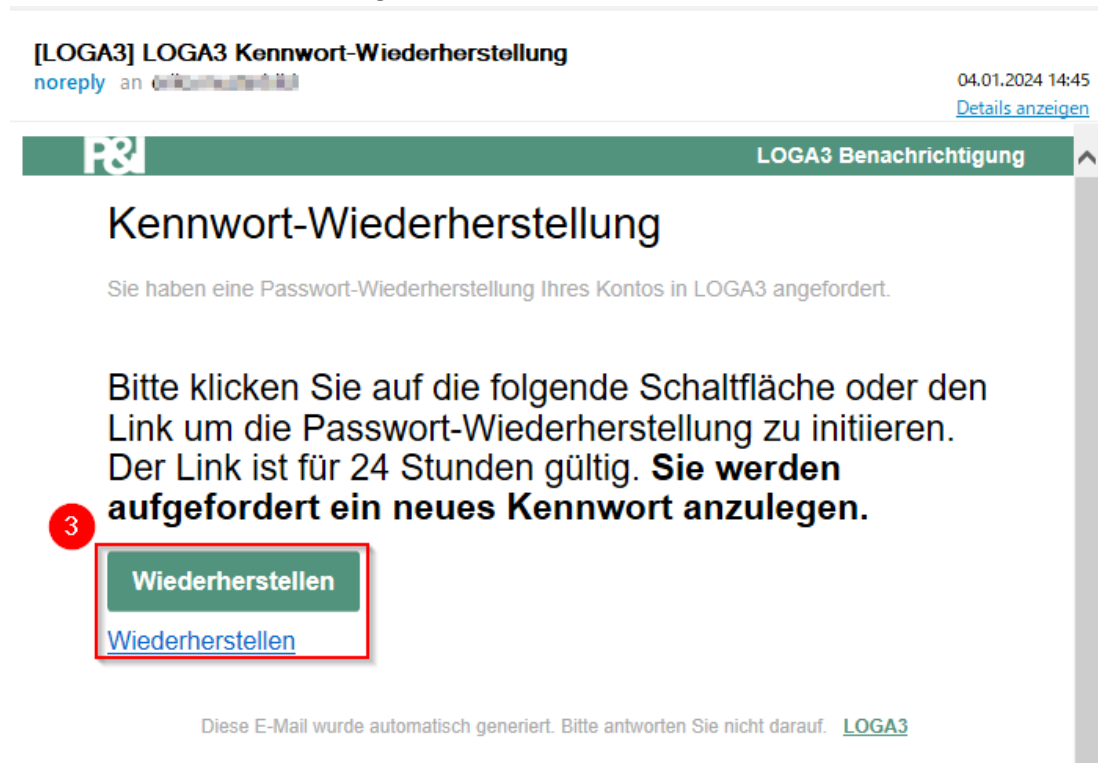 [LOGA3] LOGA3 Kennwort-Wiederherstellung
noreply an
04.01.2024 14:45
Details anzeigen
P&I
LOGA3 Benachrichtigung
Kennwort-Wiederherstellung
Sie haben eine Passwort-Wiederherstellung Ihres Kontos in LOGA3 angefordert.
Bitte klicken Sie auf die folgende Schaltfläche oder den
Link um die Passwort-Wiederherstellung zu initiieren.
Der Link ist für 24 Stunden gültig. Sie werden
aufgefordert ein neues Kennwort anzulegen.
3
Wiederherstellen
Wiederherstellen
Diese E-Mail wurde automatisch generiert. Bitte antworten Sie nicht darauf. LOGA3